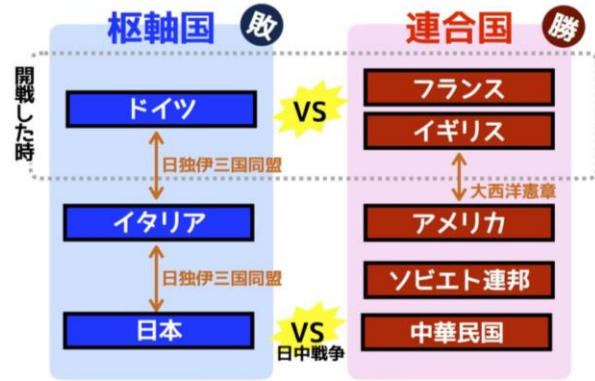 枢軸国 敗
連合国 勝
開戦した時
ドイツ
VS
フランス
イギリス
日独伊三国同盟
大西洋憲章
イタリア
アメリカ
日独伊三国同盟
ソビエト連邦
日本
VS
日中戦争
中華民国